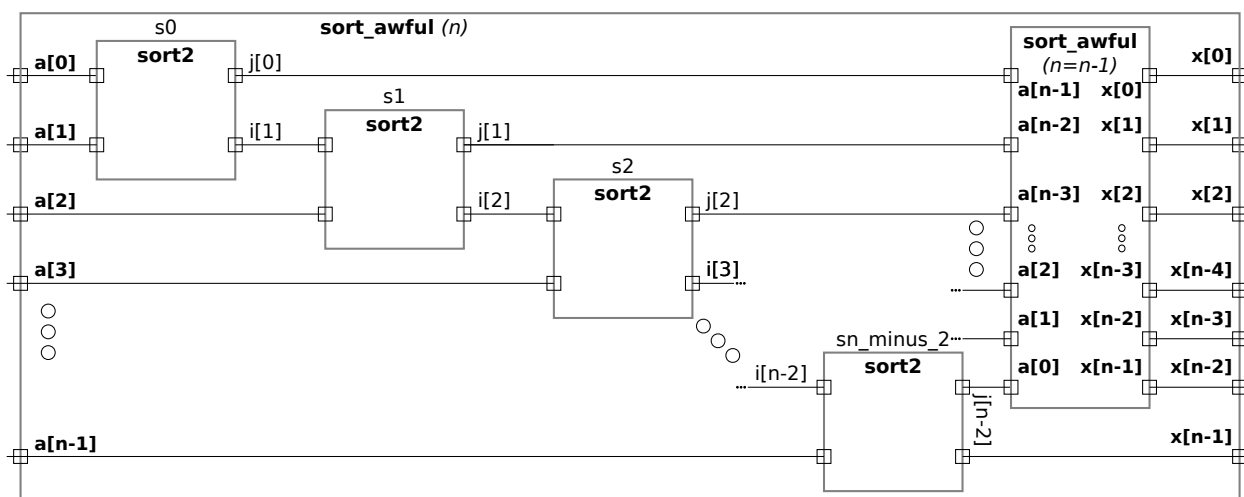 sort_awful (n)
s0
sort2
a[0]
j[0]
a[1]
i[1]
s1
sort2
j[1]
a[2]
i[2]
s2
sort2
j[2]
a[3]
i[3]
i[n-2]
sn_minus_2
sort2
j[n-2]
a[n-1]
sort_awful
(n=n-1)
a[n-1] x[0]
a[n-2] x[1]
a[n-3] x[2]
a[2] x[n-3]
a[1] x[n-2]
a[0] x[n-1]
x[0]
x[1]
x[2]
x[n-4]
x[n-3]
x[n-2]
x[n-1]